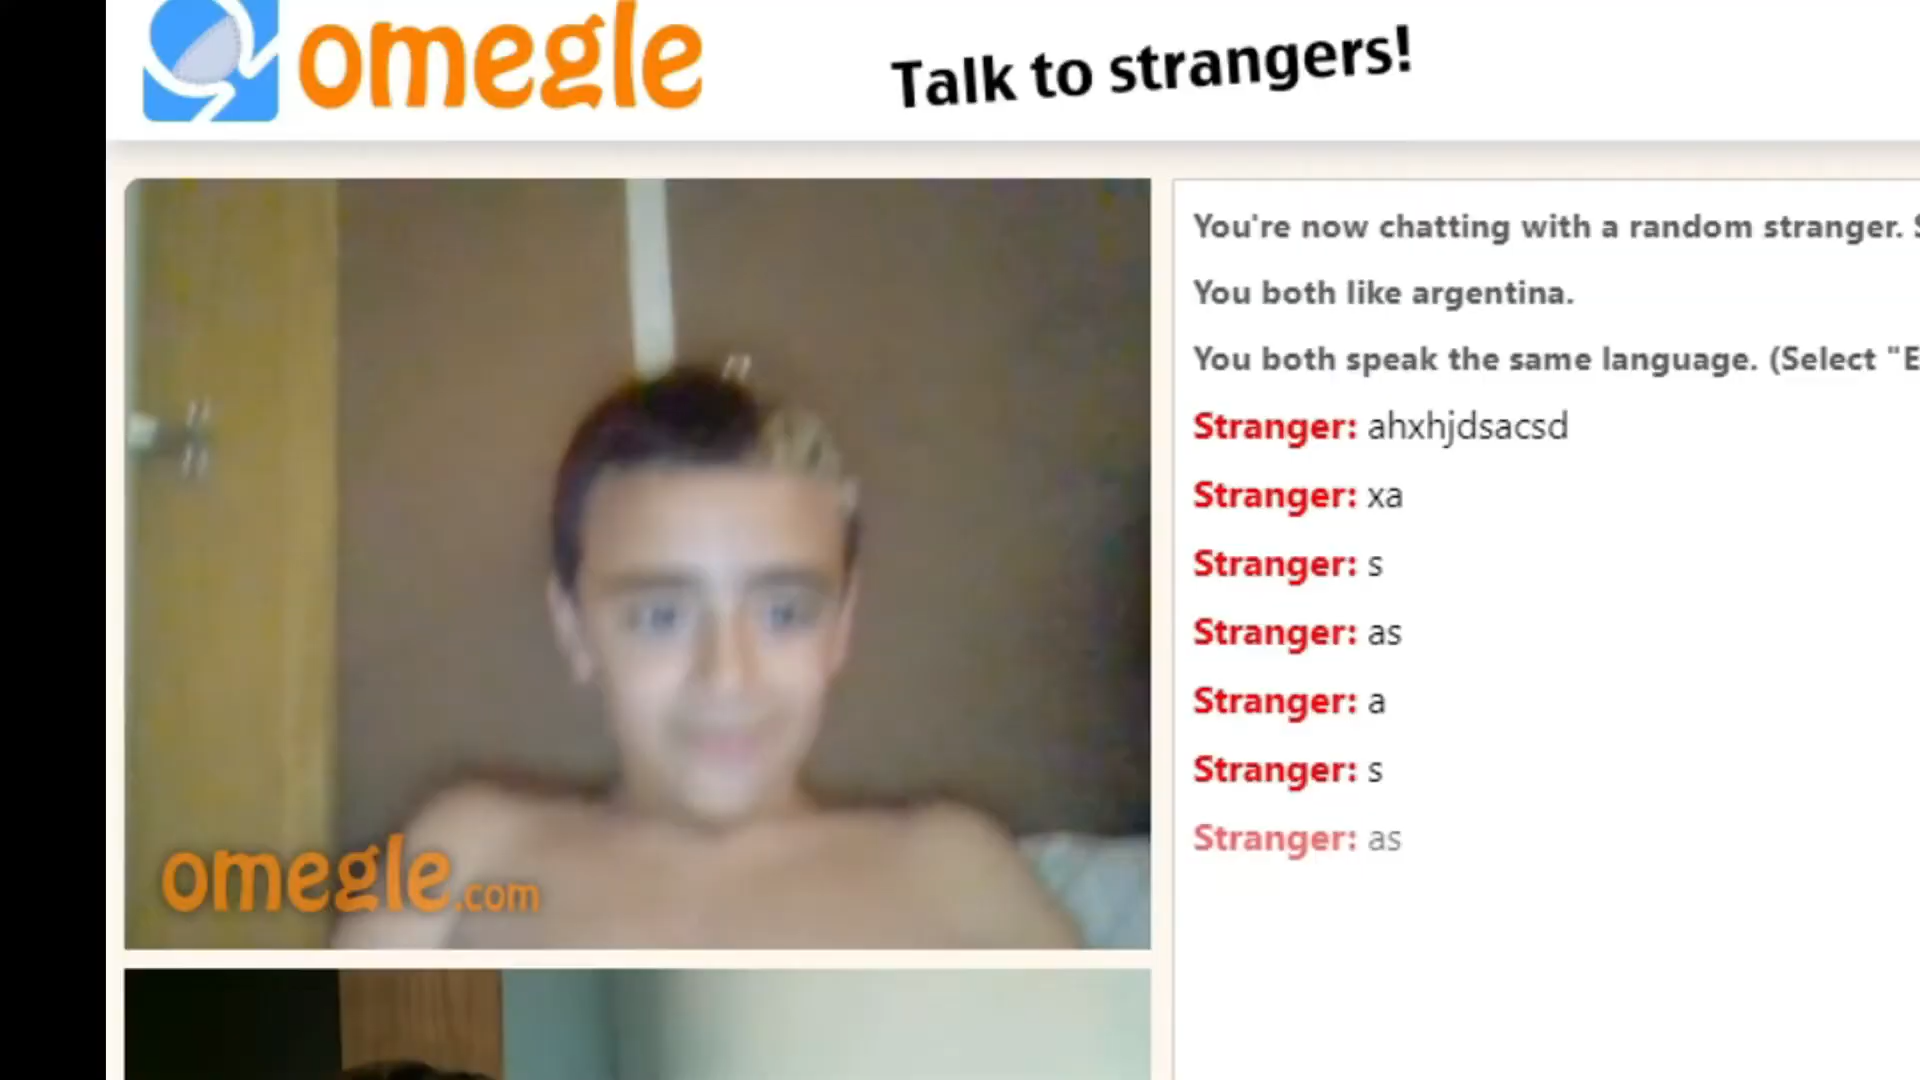 omegle
Talk to strangers!
You're now chatting with a random stranger. S
You both like argentina.
You both speak the same language. (Select "E
Stranger: ahxhjdsacsd
Stranger: xa
Stranger: s
Stranger: as
Stranger: a
Stranger: s
Stranger: as
omegle.com